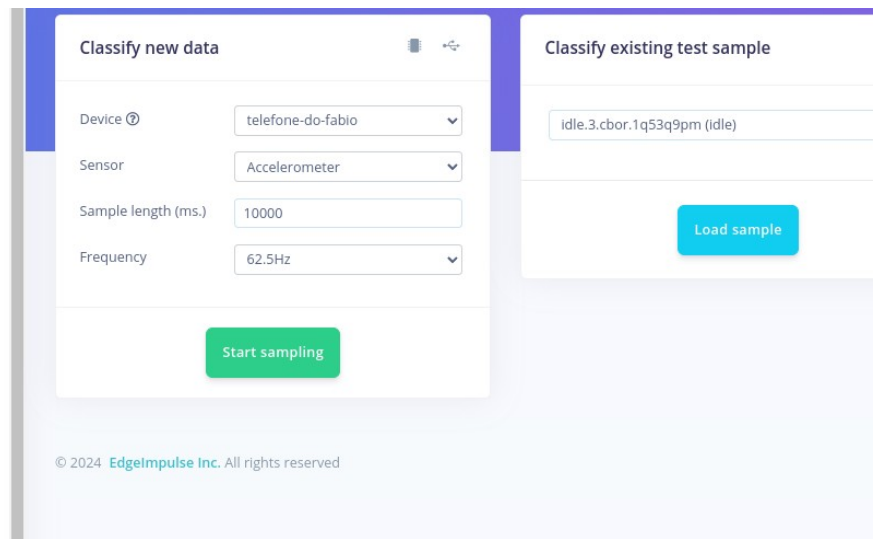 Classify new data
Device
telefone-do-fabio
Sensor
Accelerometer
Sample length (ms.)
10000
Frequency
62.5Hz
Start sampling
Classify existing test sample
idle.3.cbor.1q53q9pm (idle)
Load sample
© 2024 EdgeImpulse Inc. All rights reserved